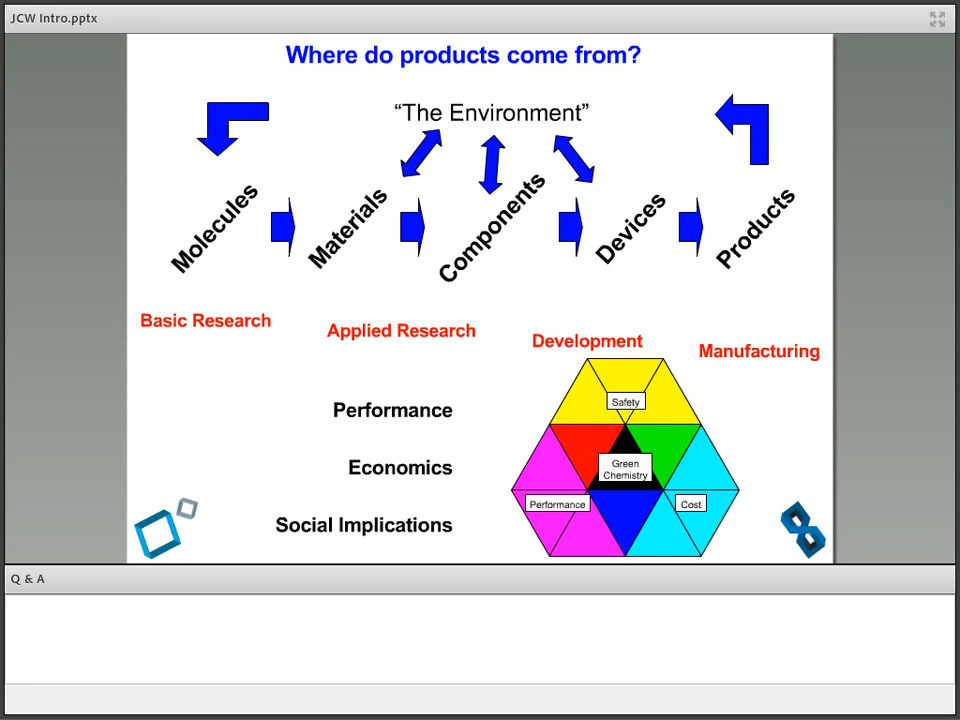 JCW Intro.pptx
Where do products come from?
“The Environment”
Molecules
Materials
Components
Devices
Products
Basic Research
Applied Research
Development
Manufacturing
Performance
Economics
Social Implications
Safety
Green
Chemistry
Performance
Cost
Q & A